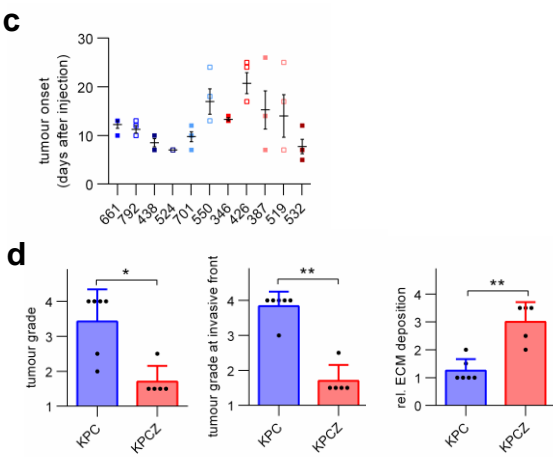 c
tumour onset
(days after injection)
30
20
10
0
661
792
438
524
701
550
346
426
387
519
532
d
tumour grade
4
3
2
1
*
KPC
KPCZ
tumour grade at invasive front
4
3
2
1
**
KPC
KPCZ
rel. ECM deposition
4
3
2
1
0
**
KPC
KPCZ